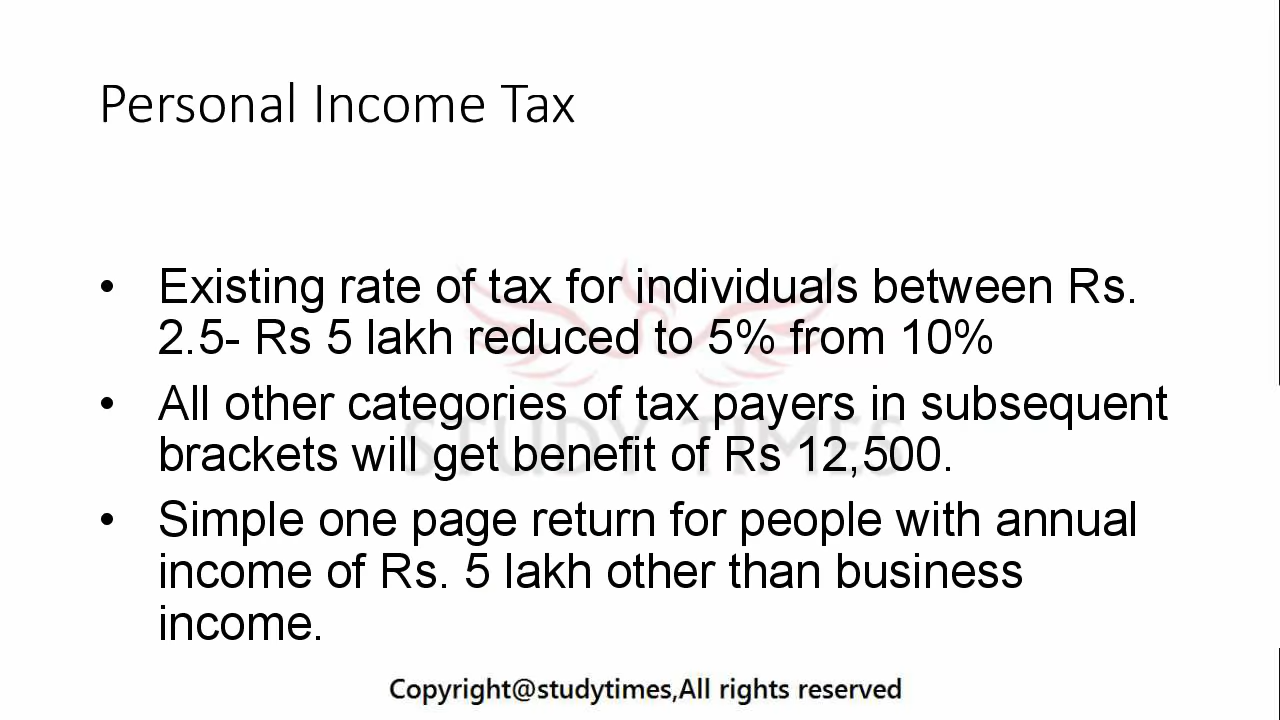 Personal Income Tax
• Existing rate of tax for individuals between Rs.
2.5- Rs 5 lakh reduced to 5% from 10%
• All other categories of tax payers in subsequent
brackets will get benefit of Rs 12,500.
STUDY TIMES
• Simple one page return for people with annual
income of Rs. 5 lakh other than business
income.
Copyright@studytimes,All rights reserved